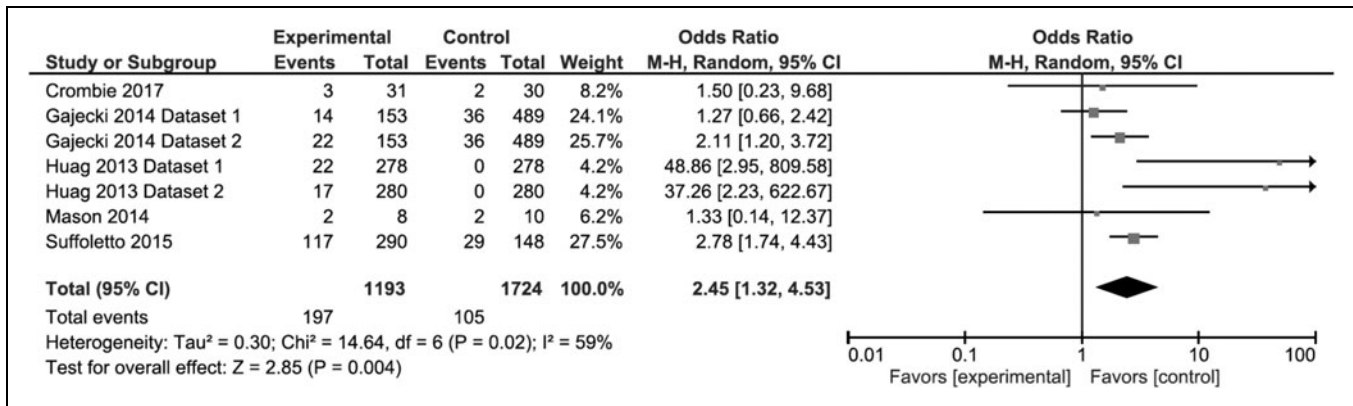 Experimental Control Odds Ratio Odds Ratio
Study or Subgroup Events Total Events Total Weight M-H, Random, 95% CI M-H, Random, 95% CI
Crombie 2017 3 31 2 30 8.2% 1.50 [0.23, 9.68]
Gajecki 2014 Dataset 1 14 153 36 489 24.1% 1.27 [0.66, 2.42]
Gajecki 2014 Dataset 2 22 153 36 489 25.7% 2.11 [1.20, 3.72]
Huag 2013 Dataset 1 22 278 0 278 4.2% 48.86 [2.95, 809.58]
Huag 2013 Dataset 2 17 280 0 280 4.2% 37.26 [2.23, 622.67]
Mason 2014 2 8 2 10 6.2% 1.33 [0.14, 12.37]
Suffoletto 2015 117 290 29 148 27.5% 2.78 [1.74, 4.43]
Total (95% CI) 1193 1724 100.0% 2.45 [1.32, 4.53]
Total events 197 105
Heterogeneity: Tau² = 0.30; Chi² = 14.64, df = 6 (P = 0.02); I² = 59%
Test for overall effect: Z = 2.85 (P = 0.004)
0.01 0.1 1 10 100
Favors [experimental] Favors [control]